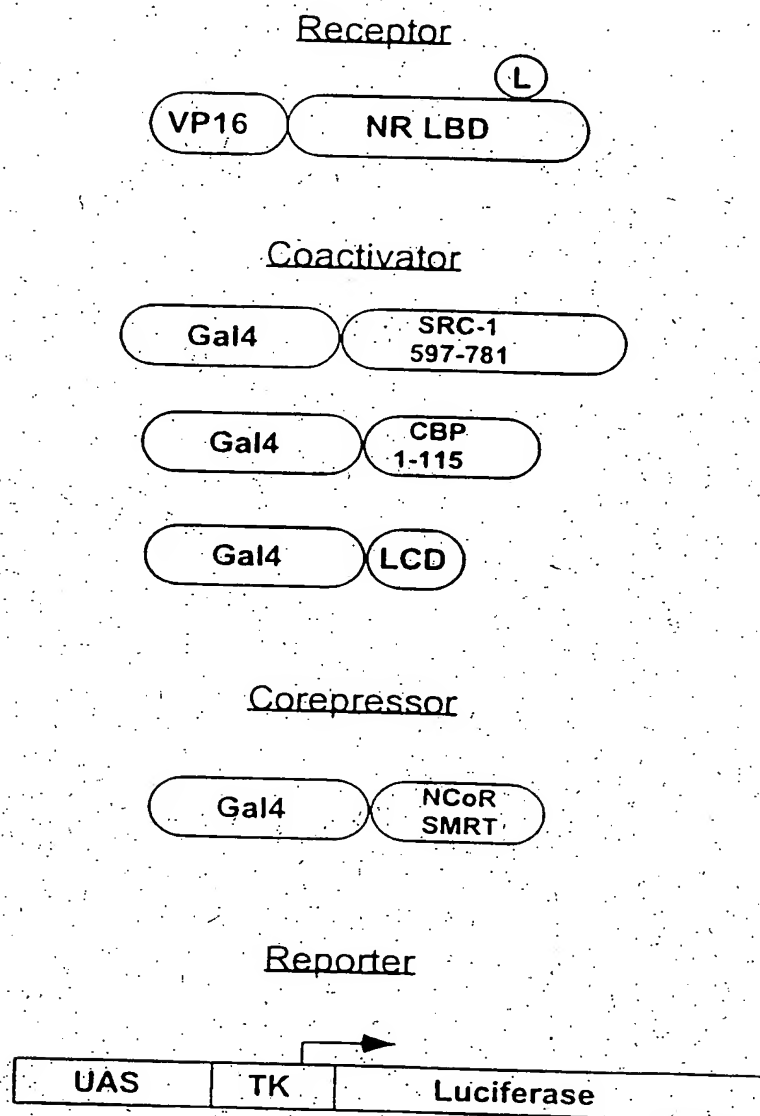 Receptor
L
VP16 NR LBD
Coactivator
Gal4 SRC-1
597-781
Gal4 CBP
1-115
Gal4 LCD
Corepressor
Gal4 NCoR
SMRT
Reporter
UAS TK Luciferase